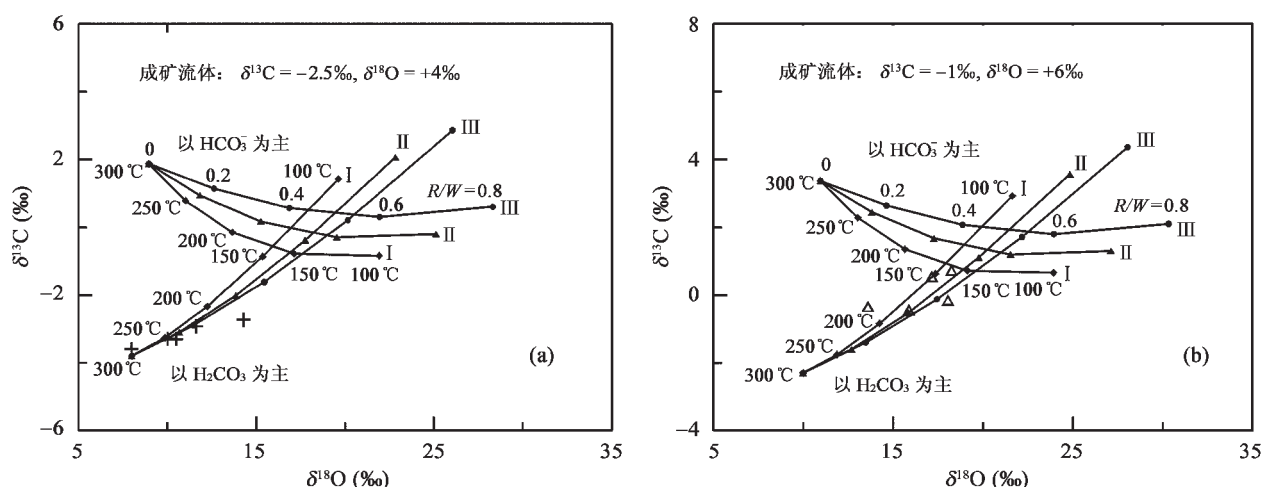 6
成矿流体： δ¹³C = −2.5‰, δ¹⁸O = +4‰
以 HCO₃⁻ 为主
0
300℃
0.2
250℃
0.4
200℃
0.6
R/W = 0.8
100℃
I
II
III
III
II
I
150℃
150℃
100℃
200℃
250℃
300℃
以 H₂CO₃ 为主
(a)
2
−2
−6
δ¹³C (‰)
5
15
25
35
δ¹⁸O (‰)
8
成矿流体： δ¹³C = −1‰, δ¹⁸O = +6‰
以 HCO₃⁻ 为主
0
300℃
0.2
250℃
0.4
200℃
0.6
R/W = 0.8
100℃
I
II
III
III
II
I
150℃
150℃
100℃
200℃
250℃
300℃
以 H₂CO₃ 为主
(b)
4
0
−4
δ¹³C (‰)
5
15
25
35
δ¹⁸O (‰)